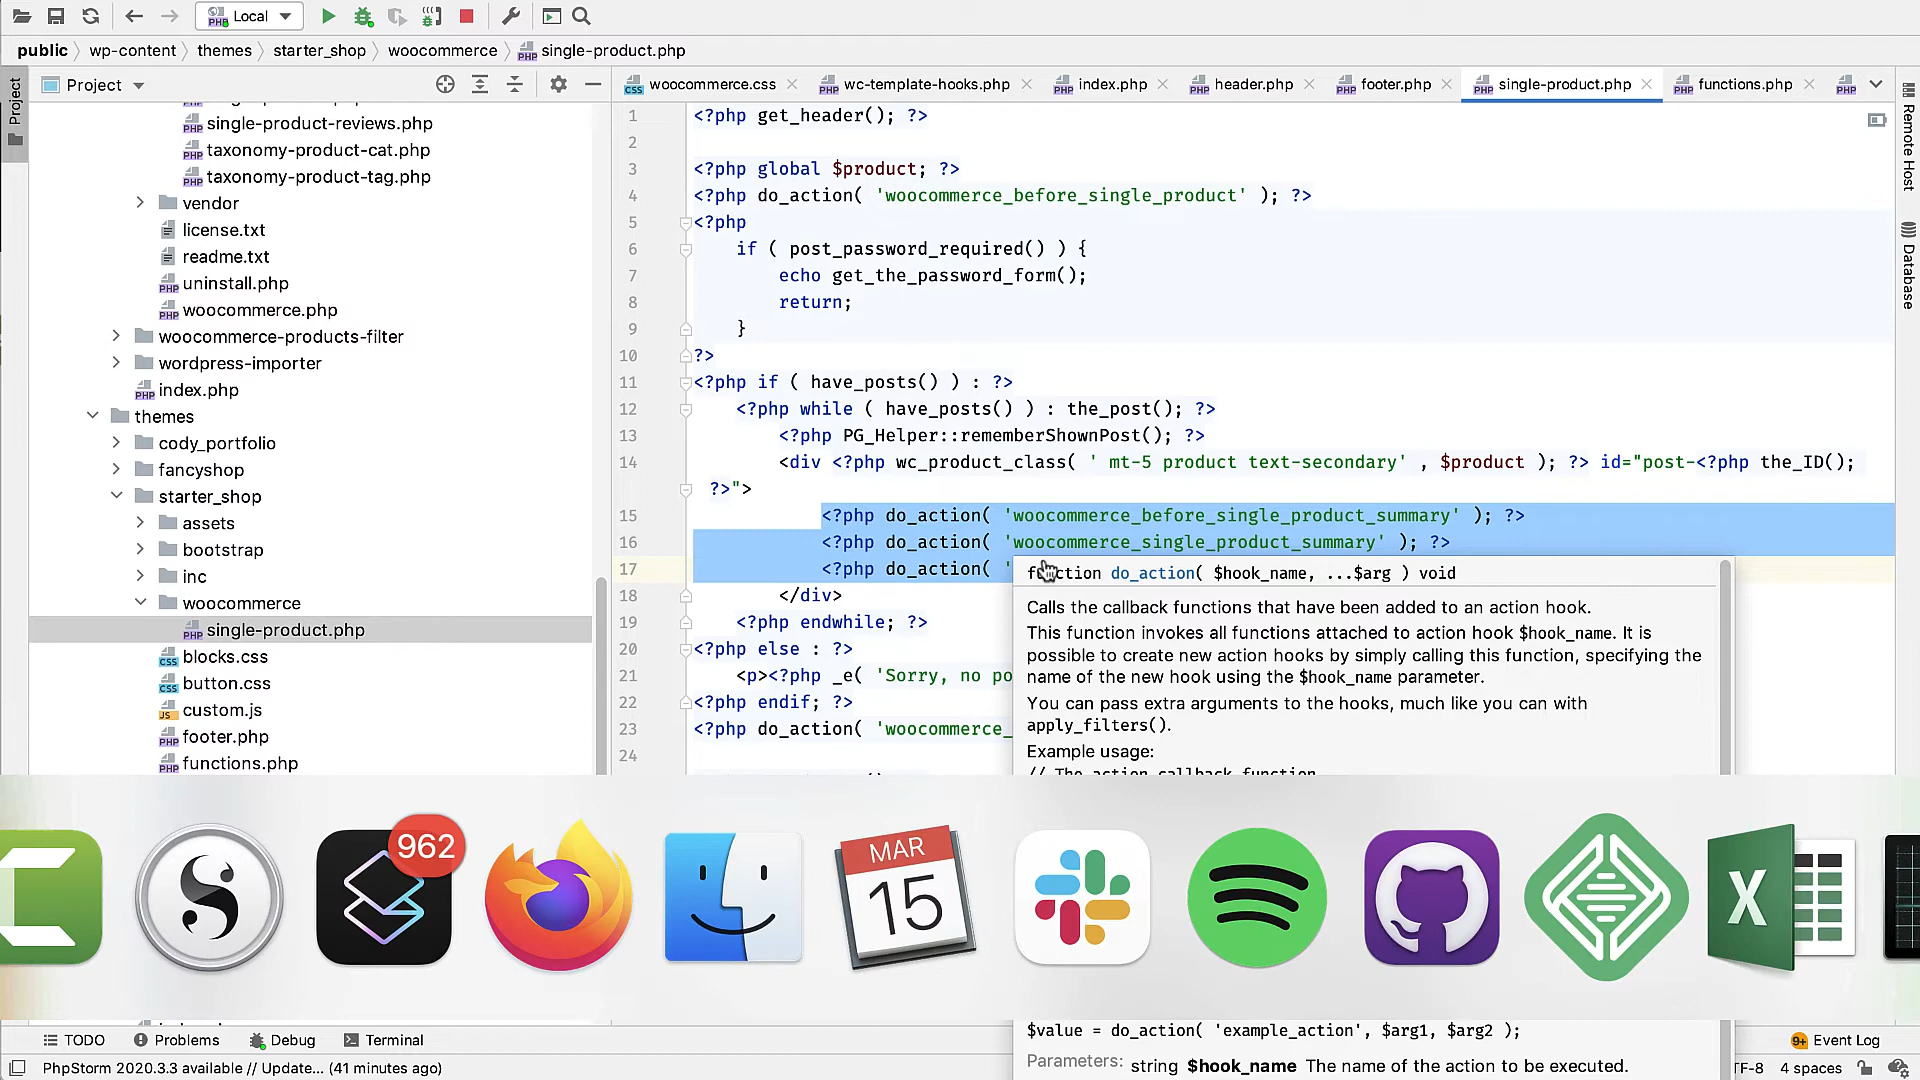 Local
public
wp-content
themes
starter_shop
woocommerce
single-product.php
Project
Project
single-product-reviews.php
taxonomy-product-cat.php
taxonomy-product-tag.php
vendor
license.txt
readme.txt
uninstall.php
woocommerce.php
woocommerce-products-filter
wordpress-importer
index.php
themes
cody_portfolio
fancyshop
starter_shop
assets
bootstrap
inc
woocommerce
single-product.php
blocks.css
button.css
custom.js
footer.php
functions.php
woocommerce.css
wc-template-hooks.php
index.php
header.php
footer.php
single-product.php
functions.php
1 <?php get_header(); ?>
2
3 <?php global $product; ?>
4 <?php do_action( 'woocommerce_before_single_product' ); ?>
5 <?php
6 if ( post_password_required() ) {
7 echo get_the_password_form();
8 return;
9 }
10 ?>
11 <?php if ( have_posts() ) : ?>
12 <?php while ( have_posts() ) : the_post(); ?>
13 <?php PG_Helper::rememberShownPost(); ?>
14 <div <?php wc_product_class( ' mt-5 product text-secondary' , $product ); ?> id="post-<?php the_ID();
?>">
15 <?php do_action( 'woocommerce_before_single_product_summary' ); ?>
16 <?php do_action( 'woocommerce_single_product_summary' ); ?>
17 <?php do_action( '
18 </div>
19 <?php endwhile; ?>
20 <?php else : ?>
21 <p><?php _e( 'Sorry, no po
22 <?php endif; ?>
23 <?php do_action( 'woocommerce_
24
function do_action( $hook_name, ...$arg ) void
Calls the callback functions that have been added to an action hook.
This function invokes all functions attached to action hook $hook_name. It is
possible to create new action hooks by simply calling this function, specifying the
name of the new hook using the $hook_name parameter.
You can pass extra arguments to the hooks, much like you can with
apply_filters().
Example usage:
// The action callback function
Remote Host
Database
962
MAR
15
X
$value = do_action( 'example_action', $arg1, $arg2 );
Parameters: string $hook_name The name of the action to be executed.
TODO
Problems
Debug
Terminal
9+ Event Log
PhpStorm 2020.3.3 available // Update... (41 minutes ago)
TF-8
4 spaces